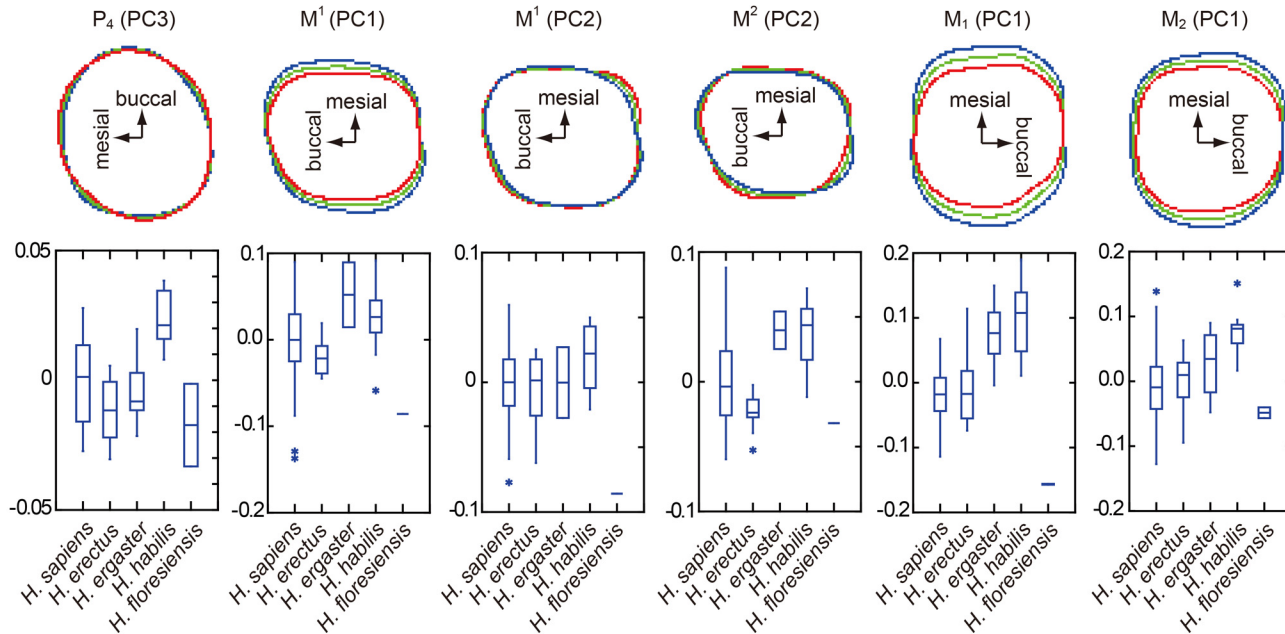 P₄ (PC3)
M¹ (PC1)
M¹ (PC2)
M² (PC2)
M₁ (PC1)
M₂ (PC1)
buccal
mesial
mesial
buccal
mesial
buccal
mesial
buccal
mesial
buccal
mesial
buccal
0.05
0
-0.05
0.1
0.0
-0.1
-0.2
0.1
0
-0.1
0.1
0
-0.1
0.2
0.1
0.0
-0.1
-0.2
0.2
0.1
0.0
-0.1
-0.2
H. sapiens
H. erectus
H. ergaster
H. habilis
H. floresiensis
H. sapiens
H. erectus
H. ergaster
H. habilis
H. floresiensis
H. sapiens
H. erectus
H. ergaster
H. habilis
H. floresiensis
H. sapiens
H. erectus
H. ergaster
H. habilis
H. floresiensis
H. sapiens
H. erectus
H. ergaster
H. habilis
H. floresiensis
H. sapiens
H. erectus
H. ergaster
H. habilis
H. floresiensis